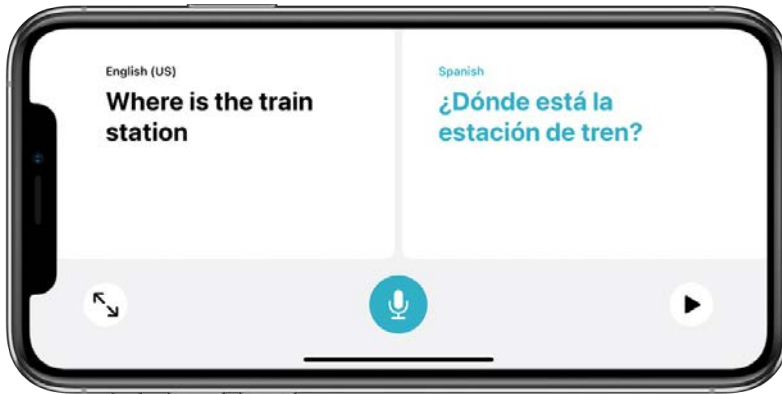 English (US)
Where is the train
station
Spanish
¿Dónde está la
estación de tren?